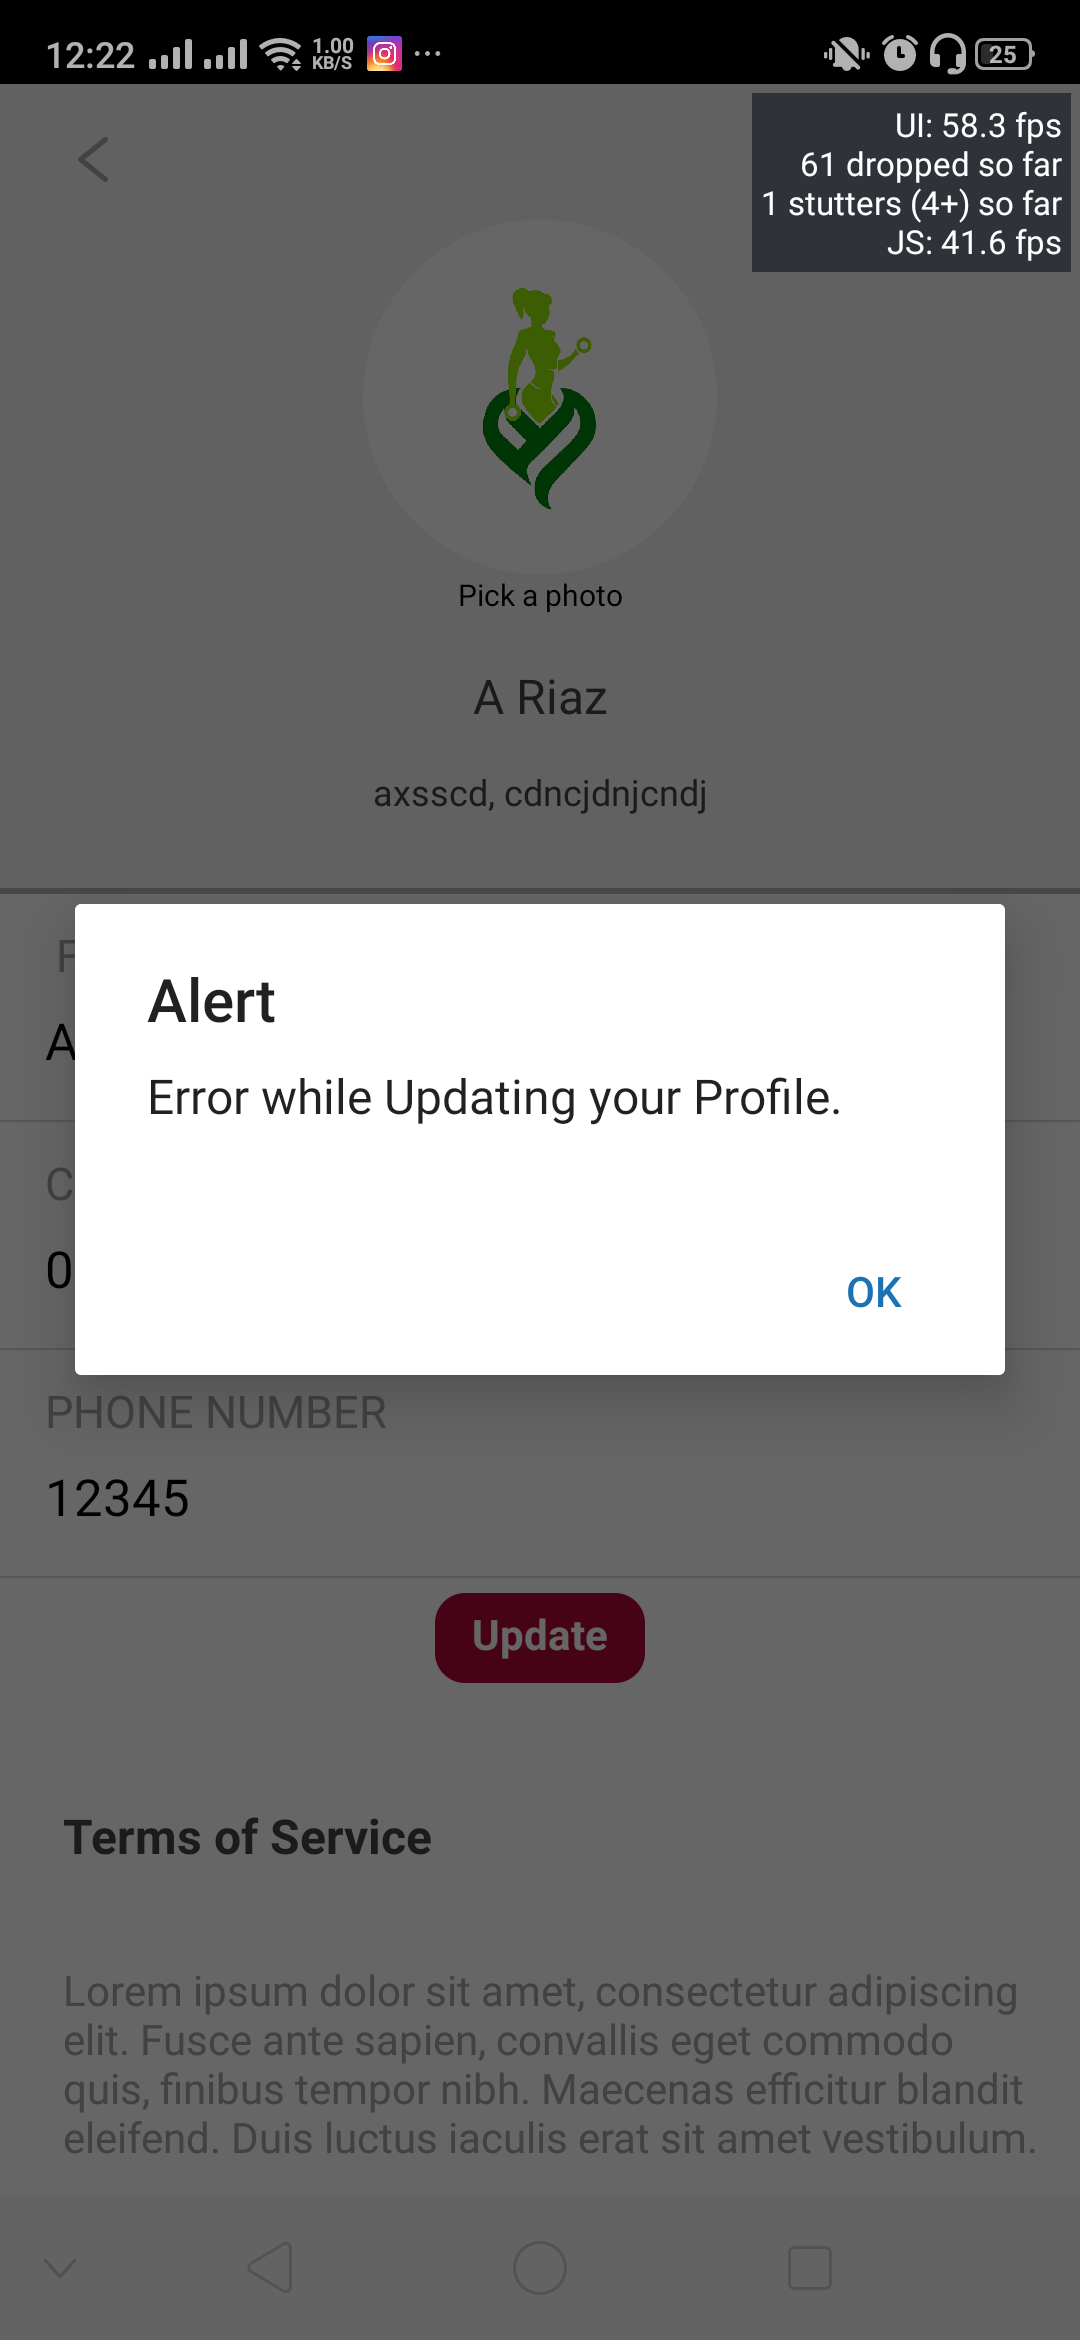 12:22 1.00 KB/S ... 25
UI: 58.3 fps
61 dropped so far
1 stutters (4+) so far
JS: 41.6 fps
Pick a photo
A Riaz
axsscd, cdncjdnjcndj
F
A
Alert
Error while Updating your Profile.
C
0
OK
PHONE NUMBER
12345
Update
Terms of Service
Lorem ipsum dolor sit amet, consectetur adipiscing
elit. Fusce ante sapien, convallis eget commodo
quis, finibus tempor nibh. Maecenas efficitur blandit
eleifend. Duis luctus iaculis erat sit amet vestibulum.